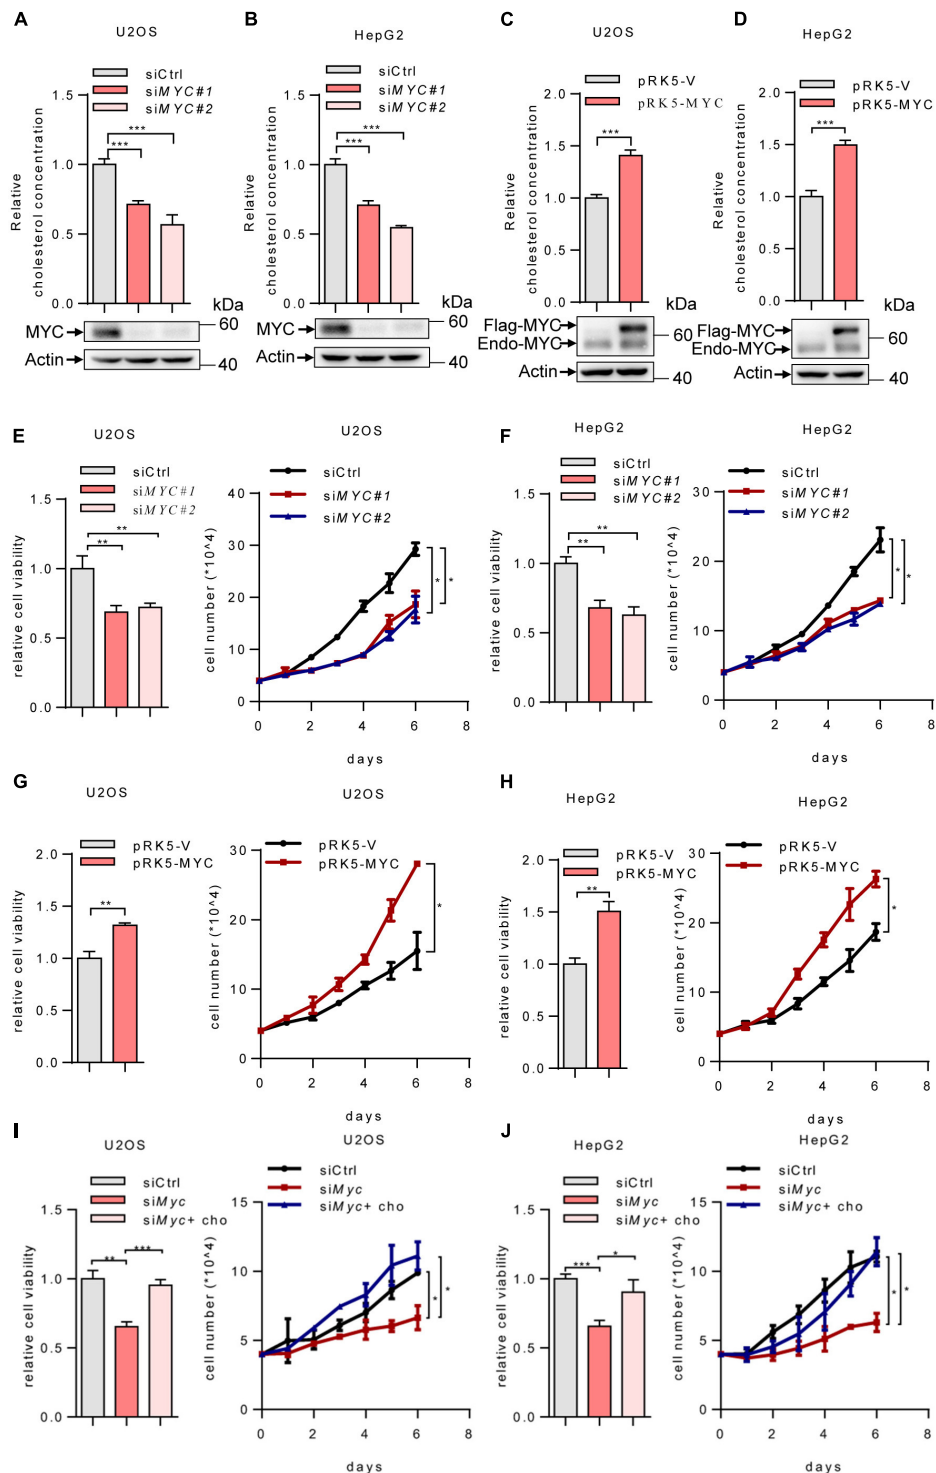 A
U2OS
siCtrl
siMYC#1
siMYC#2
Relative
cholesterol concentration
1.5
1.0
0.5
0.0
***
***
kDa
MYC
60
Actin
40
B
HepG2
siCtrl
siMYC#1
siMYC#2
Relative
cholesterol concentration
1.5
1.0
0.5
0.0
***
***
kDa
MYC
60
Actin
40
C
U2OS
pRK5-V
pRK5-MYC
Relative
cholesterol concentration
2.0
1.5
1.0
0.5
0.0
***
kDa
Flag-MYC
Endo-MYC
60
Actin
40
D
HepG2
pRK5-V
pRK5-MYC
Relative
cholesterol concentration
2.0
1.5
1.0
0.5
0.0
***
kDa
Flag-MYC
Endo-MYC
60
Actin
40
E
U2OS
siCtrl
siMYC#1
siMYC#2
relative cell viability
1.5
1.0
0.5
0.0
**
**
U2OS
siCtrl
siMYC#1
siMYC#2
cell number (*10^4)
40
30
20
10
0
* *
0 2 4 6 8
days
F
HepG2
siCtrl
siMYC#1
siMYC#2
relative cell viability
1.5
1.0
0.5
0.0
**
**
HepG2
siCtrl
siMYC#1
siMYC#2
cell number (*10^4)
30
20
10
0
* *
0 2 4 6 8
days
G
U2OS
pRK5-V
pRK5-MYC
relative cell viability
2.0
1.5
1.0
0.5
0.0
**
U2OS
pRK5-V
pRK5-MYC
cell number (*10^4)
30
20
10
0
*
0 2 4 6 8
days
H
HepG2
pRK5-V
pRK5-MYC
relative cell viability
2.0
1.5
1.0
0.5
0.0
**
HepG2
pRK5-V
pRK5-MYC
cell number (*10^4)
30
20
10
0
*
0 2 4 6 8
days
I
U2OS
siCtrl
siMyc
siMyc+ cho
relative cell viability
1.5
1.0
0.5
0.0
**
***
U2OS
siCtrl
siMyc
siMyc+ cho
cell number (*10^4)
15
10
5
0
* *
0 2 4 6 8
days
J
HepG2
siCtrl
siMyc
siMyc+ cho
relative cell viability
1.5
1.0
0.5
0.0
***
*
HepG2
siCtrl
siMyc
siMyc+ cho
cell number (*10^4)
15
10
5
0
* *
0 2 4 6 8
days